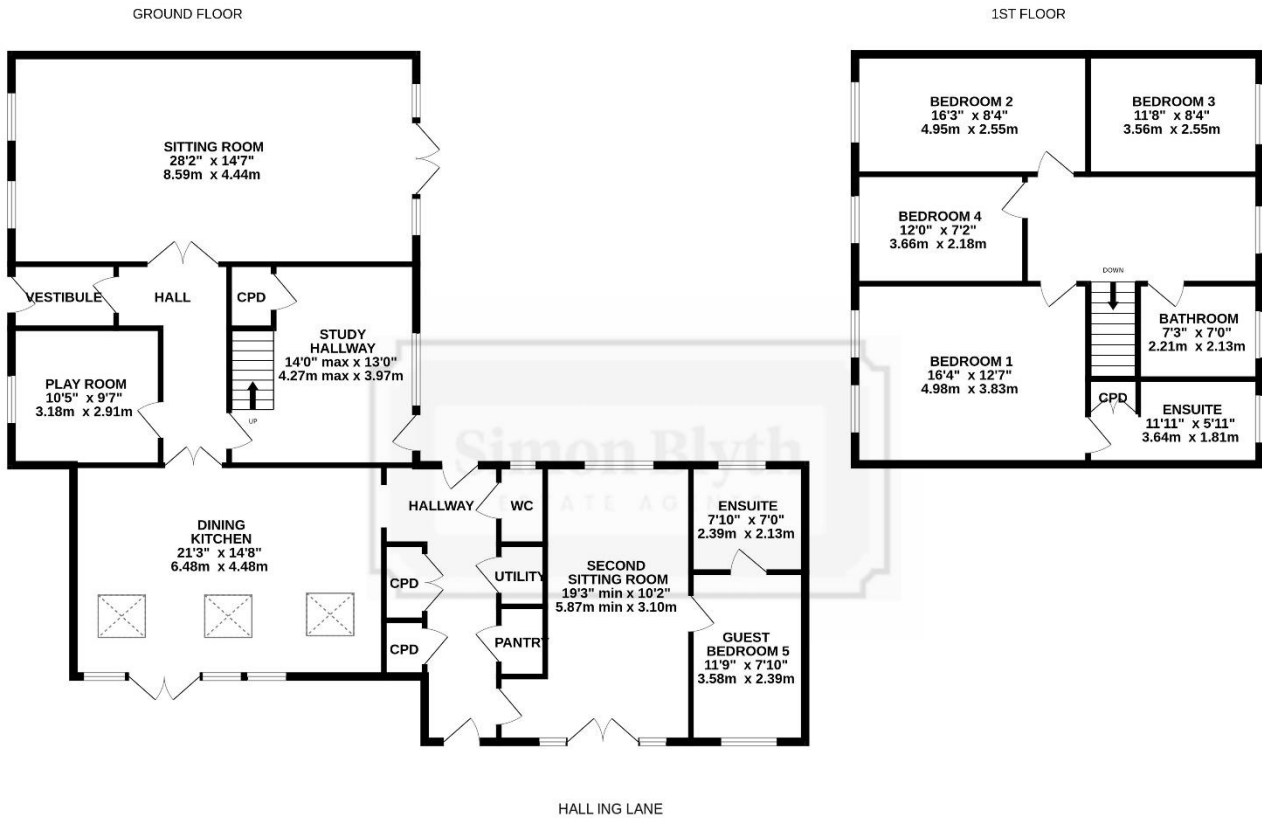 GROUND FLOOR
SITTING ROOM
28'2" x 14'7"
8.59m x 4.44m
VESTIBULE
HALL
CPD
STUDY
HALLWAY
14'0" max x 13'0"
4.27m max x 3.97m
UP
PLAY ROOM
10'5" x 9'7"
3.18m x 2.91m
DINING
KITCHEN
21'3" x 14'8"
6.48m x 4.48m
HALLWAY
WC
CPD
UTILITY
CPD
PANTRY
SECOND
SITTING ROOM
19'3" min x 10'2"
5.87m min x 3.10m
ENSUITE
7'10" x 7'0"
2.39m x 2.13m
GUEST
BEDROOM 5
11'9" x 7'10"
3.58m x 2.39m
1ST FLOOR
BEDROOM 2
16'3" x 8'4"
4.95m x 2.55m
BEDROOM 3
11'8" x 8'4"
3.56m x 2.55m
BEDROOM 4
12'0" x 7'2"
3.66m x 2.18m
DOWN
BATHROOM
7'3" x 7'0"
2.21m x 2.13m
BEDROOM 1
16'4" x 12'7"
4.98m x 3.83m
CPD
ENSUITE
11'11" x 5'11"
3.64m x 1.81m
Simon Blyth
ESTATE AGENTS
HALL ING LANE